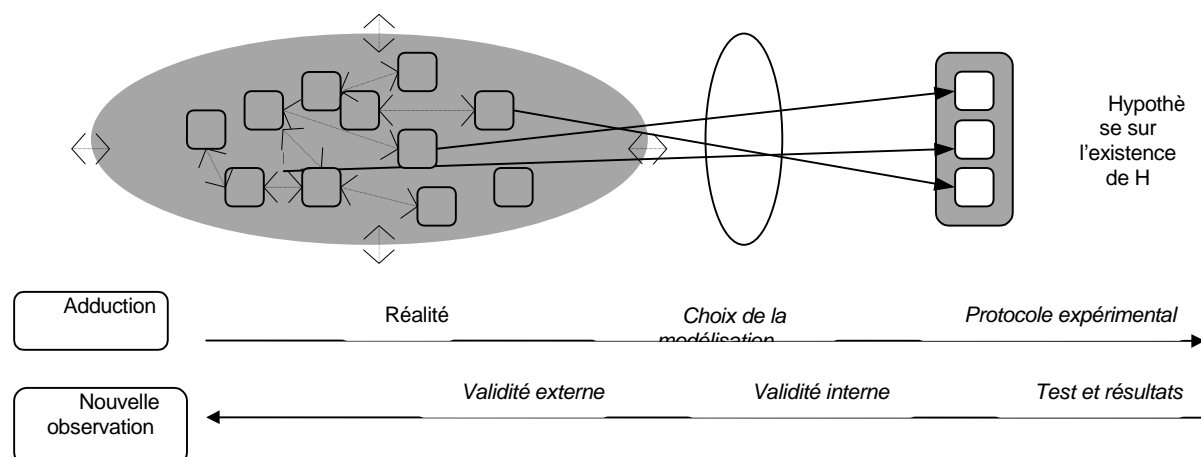 Hypothè
se sur
l'existence
de H
Adduction
Réalité
Choix de la
modélisation
Protocole expérimental
Nouvelle
observation
Validité externe
Validité interne
Test et résultats